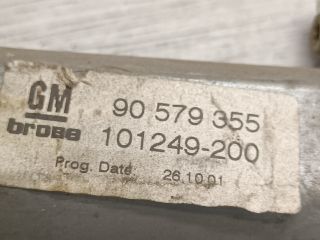 GM 90 579 355
brose 101249-200
Prog. Date 26.10.01